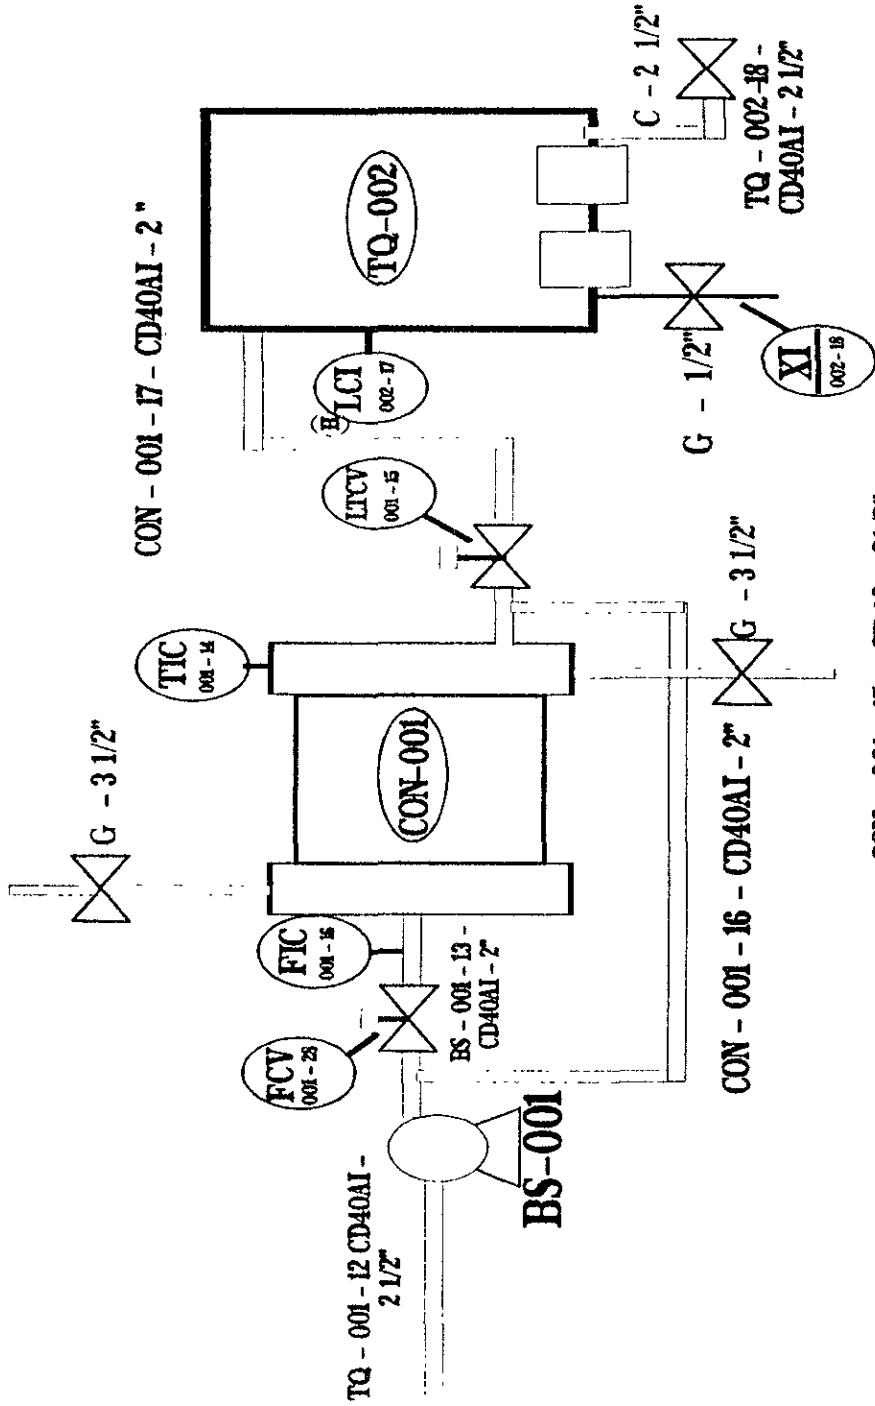 TQ - 001 - 12 CD40AI -
2 1/2"
BS-001
FCV
001 - 28
FIC
001 - 16
BS - 001 - 13 -
CD40AI - 2"
G - 3 1/2"
CON-001
TIC
001 - 14
CON - 001 - 16 - CD40AI - 2"
G - 3 1/2"
LTCV
001 - 15
CON - 001 - 17 - CD40AI - 2"
H
LCI
002 - 17
TQ-002
G - 1/2"
XI
002 - 18
C - 2 1/2"
TQ - 002 -18 -
CD40AI - 2 1/2"